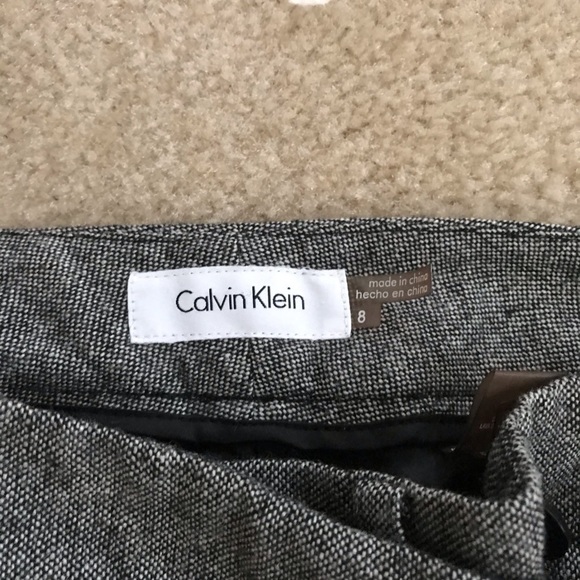 Calvin Klein
made in china
hecho en china
8